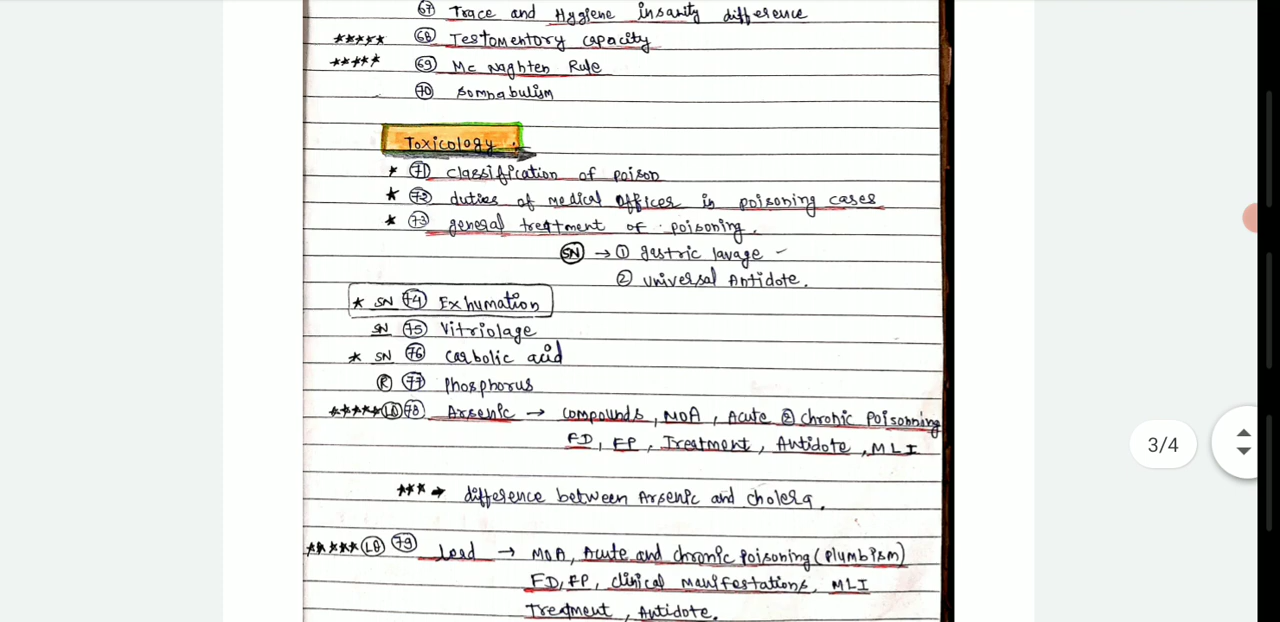 67 Trace and Hygiene insanity difference
***** 68 Testomentory capacity
***** 69 Mc Naghten Rule
70 Sombabulism
Toxicology :
* 71 classification of poison
* 72 duties of medical officer in poisoning cases
* 73 general treatment of poisoning.
SN → 1 gastric lavage -
2 universal Antidote.
* SN 74 Exhumation
SN 75 Vitriolage
* SN 76 Carbolic acid
R 77 Phosphorus
***** LQ 78 Arsenic → compounds, MOA, Acute & chronic poisonning
FD, FP, Treatment, Antidote, MLI
*** → difference between Arsenic and cholera.
***** LQ 79 Lead → MOA, Acute and chronic poisoning (plumbism)
FD, FP, clinical manifestations, MLI
Treatment, Antidote.
3/4